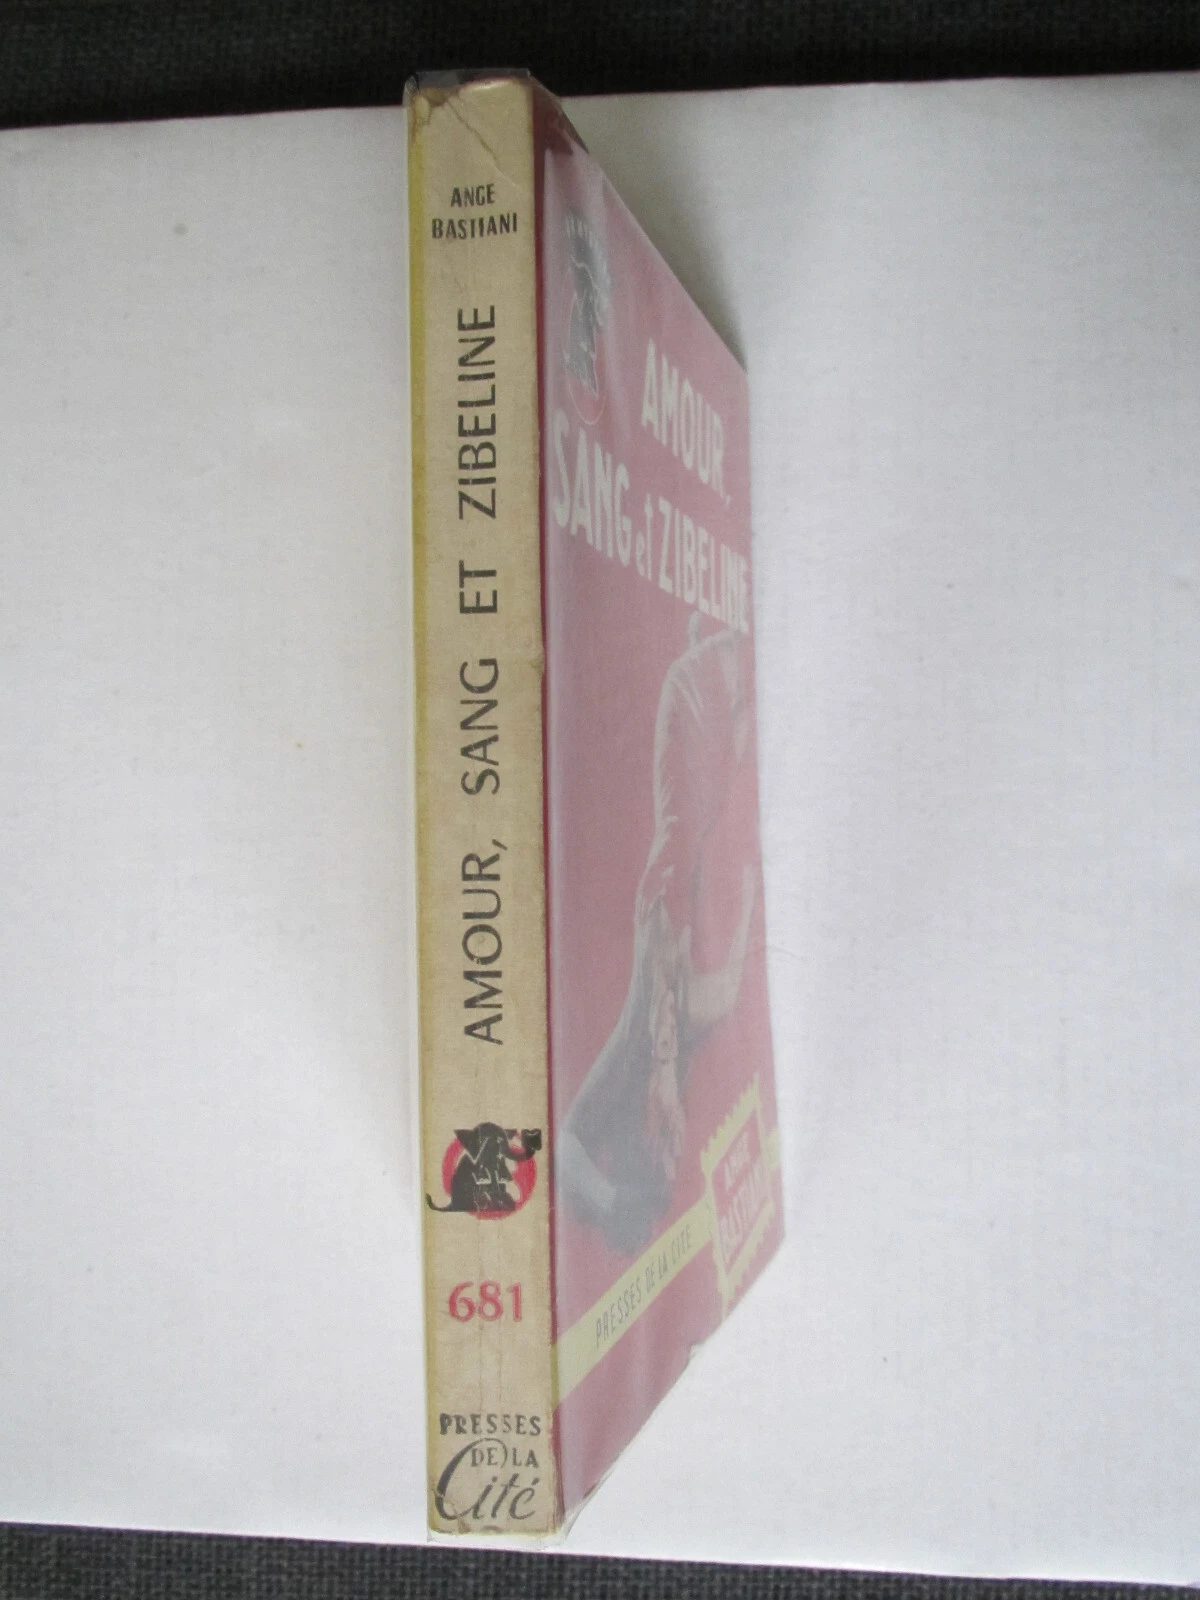 ANGE
BASTIANI
AMOUR, SANG ET ZIBELINE
681
PRESSES
DE LA
Cité
AMOUR,
SANG et ZIBELINE
ANGE
BASTIANI
PRESSES DE LA CITÉ